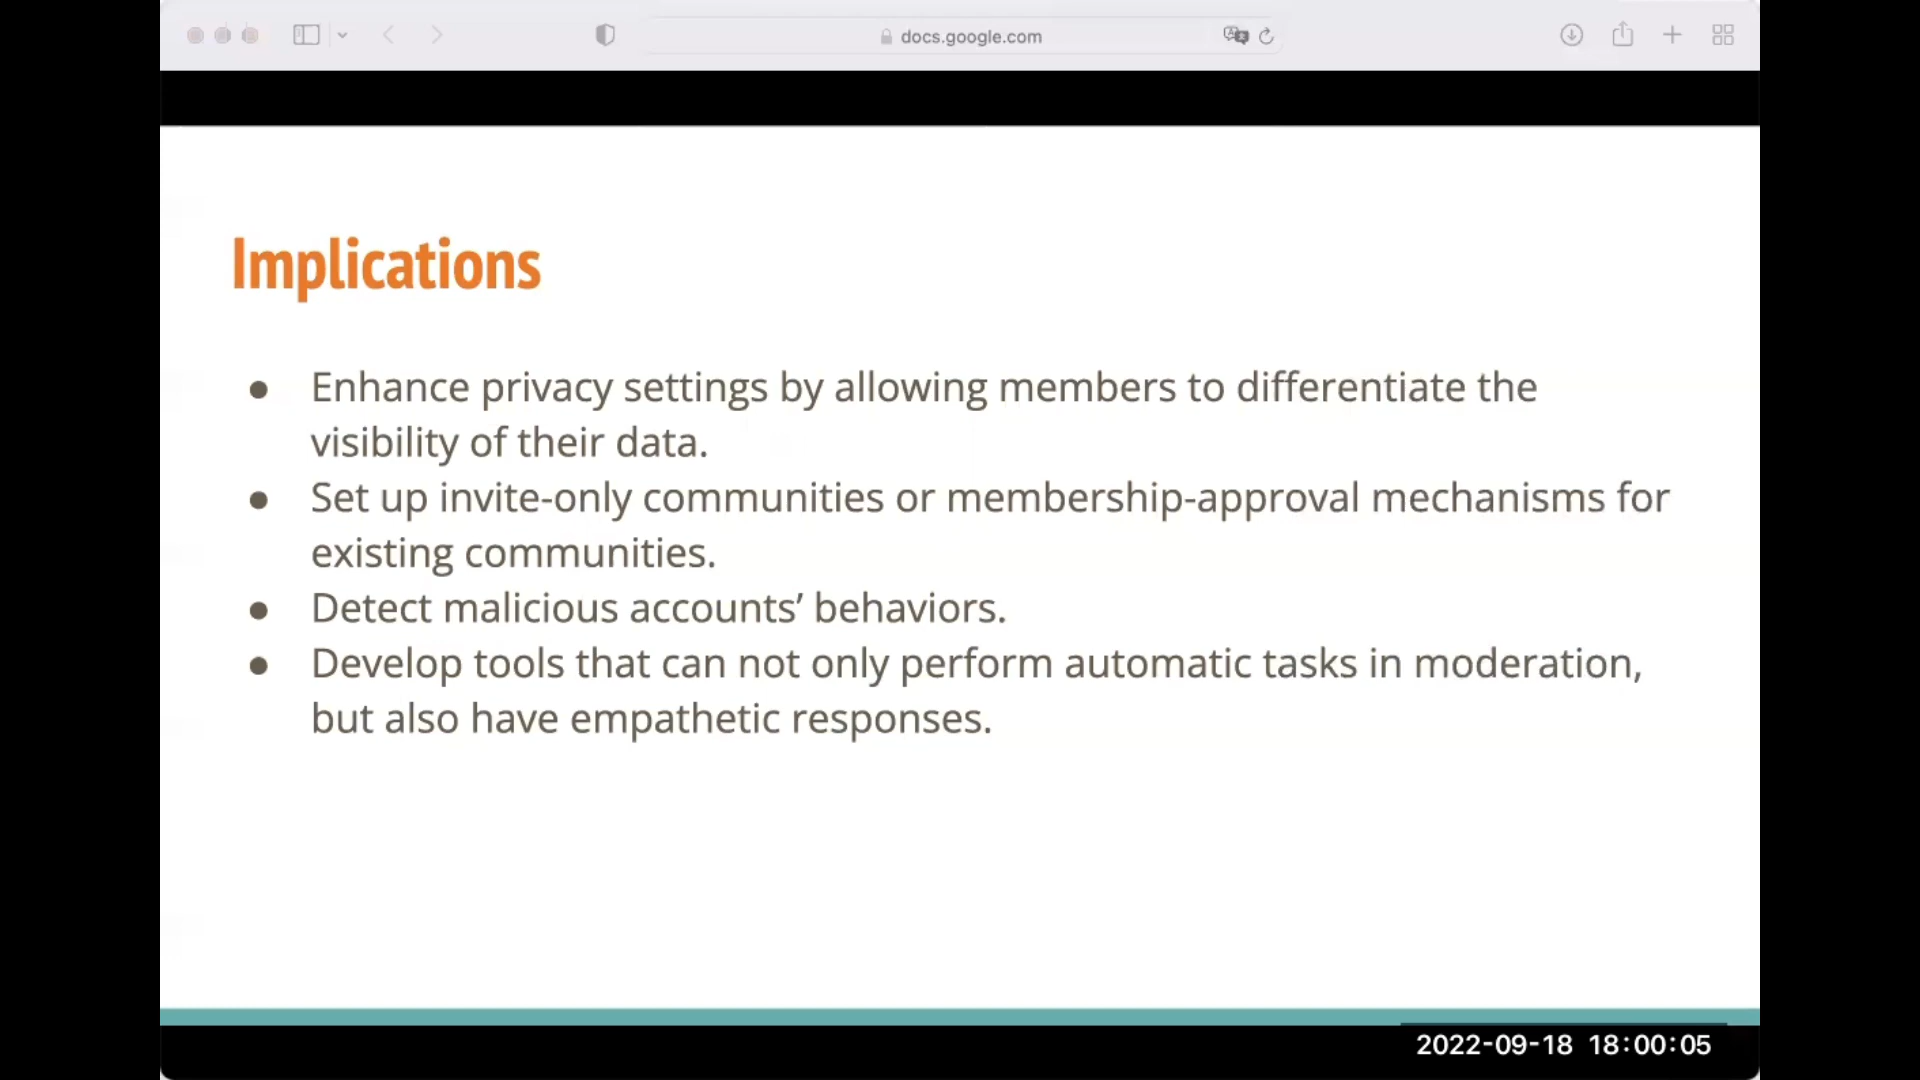 docs.google.com
Implications
● Enhance privacy settings by allowing members to differentiate the
visibility of their data.
● Set up invite-only communities or membership-approval mechanisms for
existing communities.
● Detect malicious accounts’ behaviors.
● Develop tools that can not only perform automatic tasks in moderation,
but also have empathetic responses.
2022-09-18 18:00:05